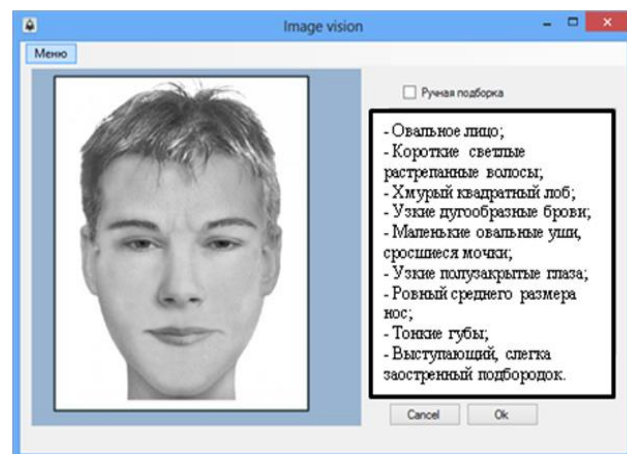 Image vision
Меню
Ручная подборка
- Овальное лицо;
- Короткие светлые
растрепанные волосы;
- Хмурый квадратный лоб;
- Узкие дугообразные брови;
- Маленькие овальные уши,
сросшиеся мочки;
- Узкие полузакрытые глаза;
- Ровный среднего размера
нос;
- Тонкие губы;
- Выступающий, слегка
заостренный подбородок.
Cancel Ok